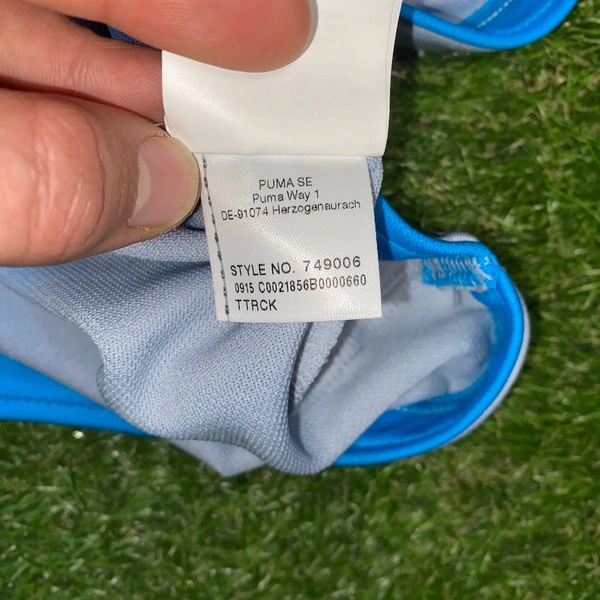 PUMA SE
Puma Way 1
DE-91074 Herzogenaurach
STYLE NO. 749006
0915 C0021856B0000660
TTRCK